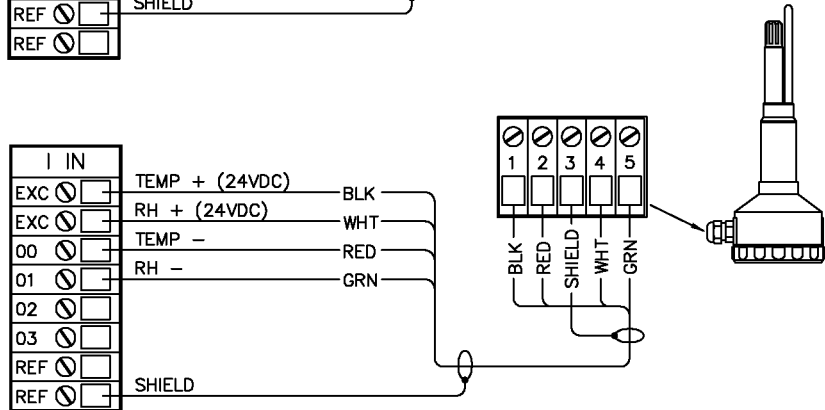 REF SHIELD
REF
I IN
EXC TEMP + (24VDC) BLK
EXC RH + (24VDC) WHT
00 TEMP - RED
01 RH - GRN
02
03
REF
REF SHIELD
1 2 3 4 5
BLK
RED
SHIELD
WHT
GRN